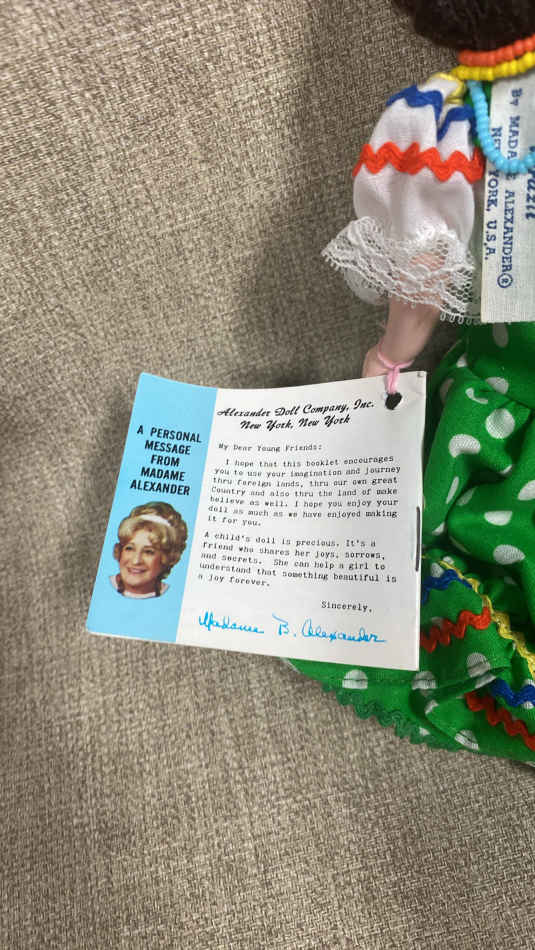 Brazil
By MADAME ALEXANDER®
NEW YORK, U.S.A.
A PERSONAL
MESSAGE
FROM
MADAME
ALEXANDER
Alexander Doll Company, Inc.
New York, New York
My Dear Young Friends:
I hope that this booklet encourages
you to use your imagination and journey
thru foreign lands, thru our own great
Country and also thru the land of make
believe as well. I hope you enjoy your
doll as much as we have enjoyed making
it for you.
A child's doll is precious. It's a
friend who shares her joys, sorrows,
and secrets. She can help a girl to
understand that something beautiful is
a joy forever.
Sincerely,
Madame B. Alexander